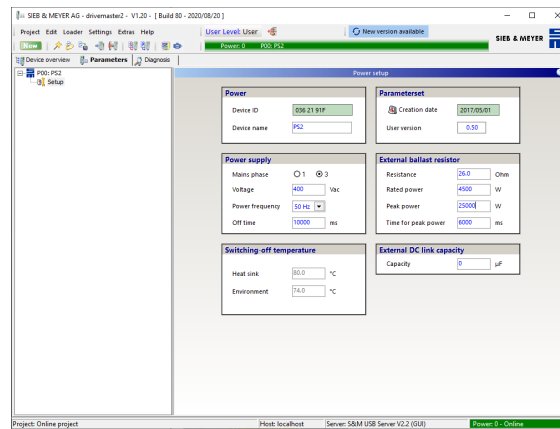 SIEB & MEYER AG - drivemaster2 - V1.20 - [ Build 80 - 2020/08/20 ]
Project Edit Loader Settings Extras Help
User Level: User
New version available
SIEB & MEYER
New
Power: 0 P00: PS2
Device overview Parameters Diagnosis
P00: PS2
Setup
Power setup
Power
Device ID 036 21 91F
Device name PS2
Parameterset
Creation date 2017/05/01
User version 0.50
Power supply
Mains phase 1 3
Voltage 400 Vac
Power frequency 50 Hz
Off time 10000 ms
External ballast resistor
Resistance 26.0 Ohm
Rated power 4500 W
Peak power 25000 W
Time for peak power 6000 ms
Switching-off temperature
Heat sink 80.0 °C
Environment 74.0 °C
External DC link capacity
Capacity 0 µF
Project: Online project
Host: localhost
Server: S&M USB Server V2.2 (GUI)
Power: 0 - Online